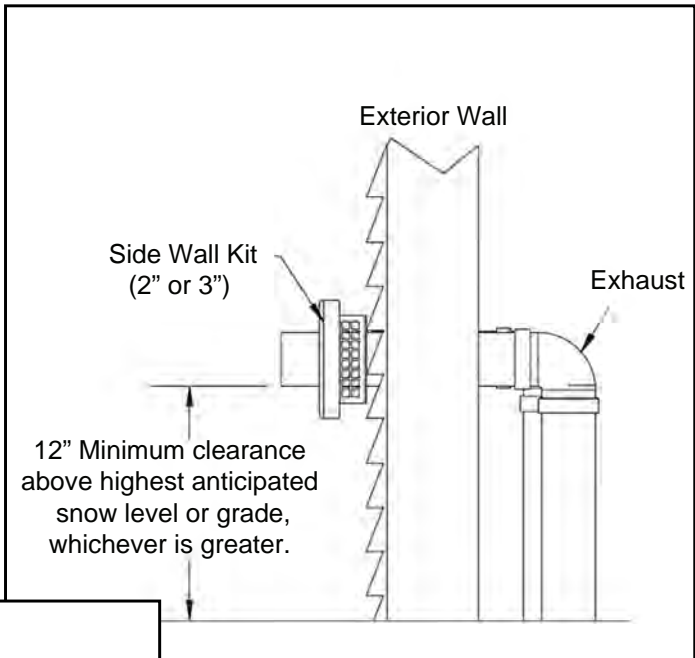 Exterior Wall
Side Wall Kit
(2” or 3”)
Exhaust
12” Minimum clearance
above highest anticipated
snow level or grade,
whichever is greater.